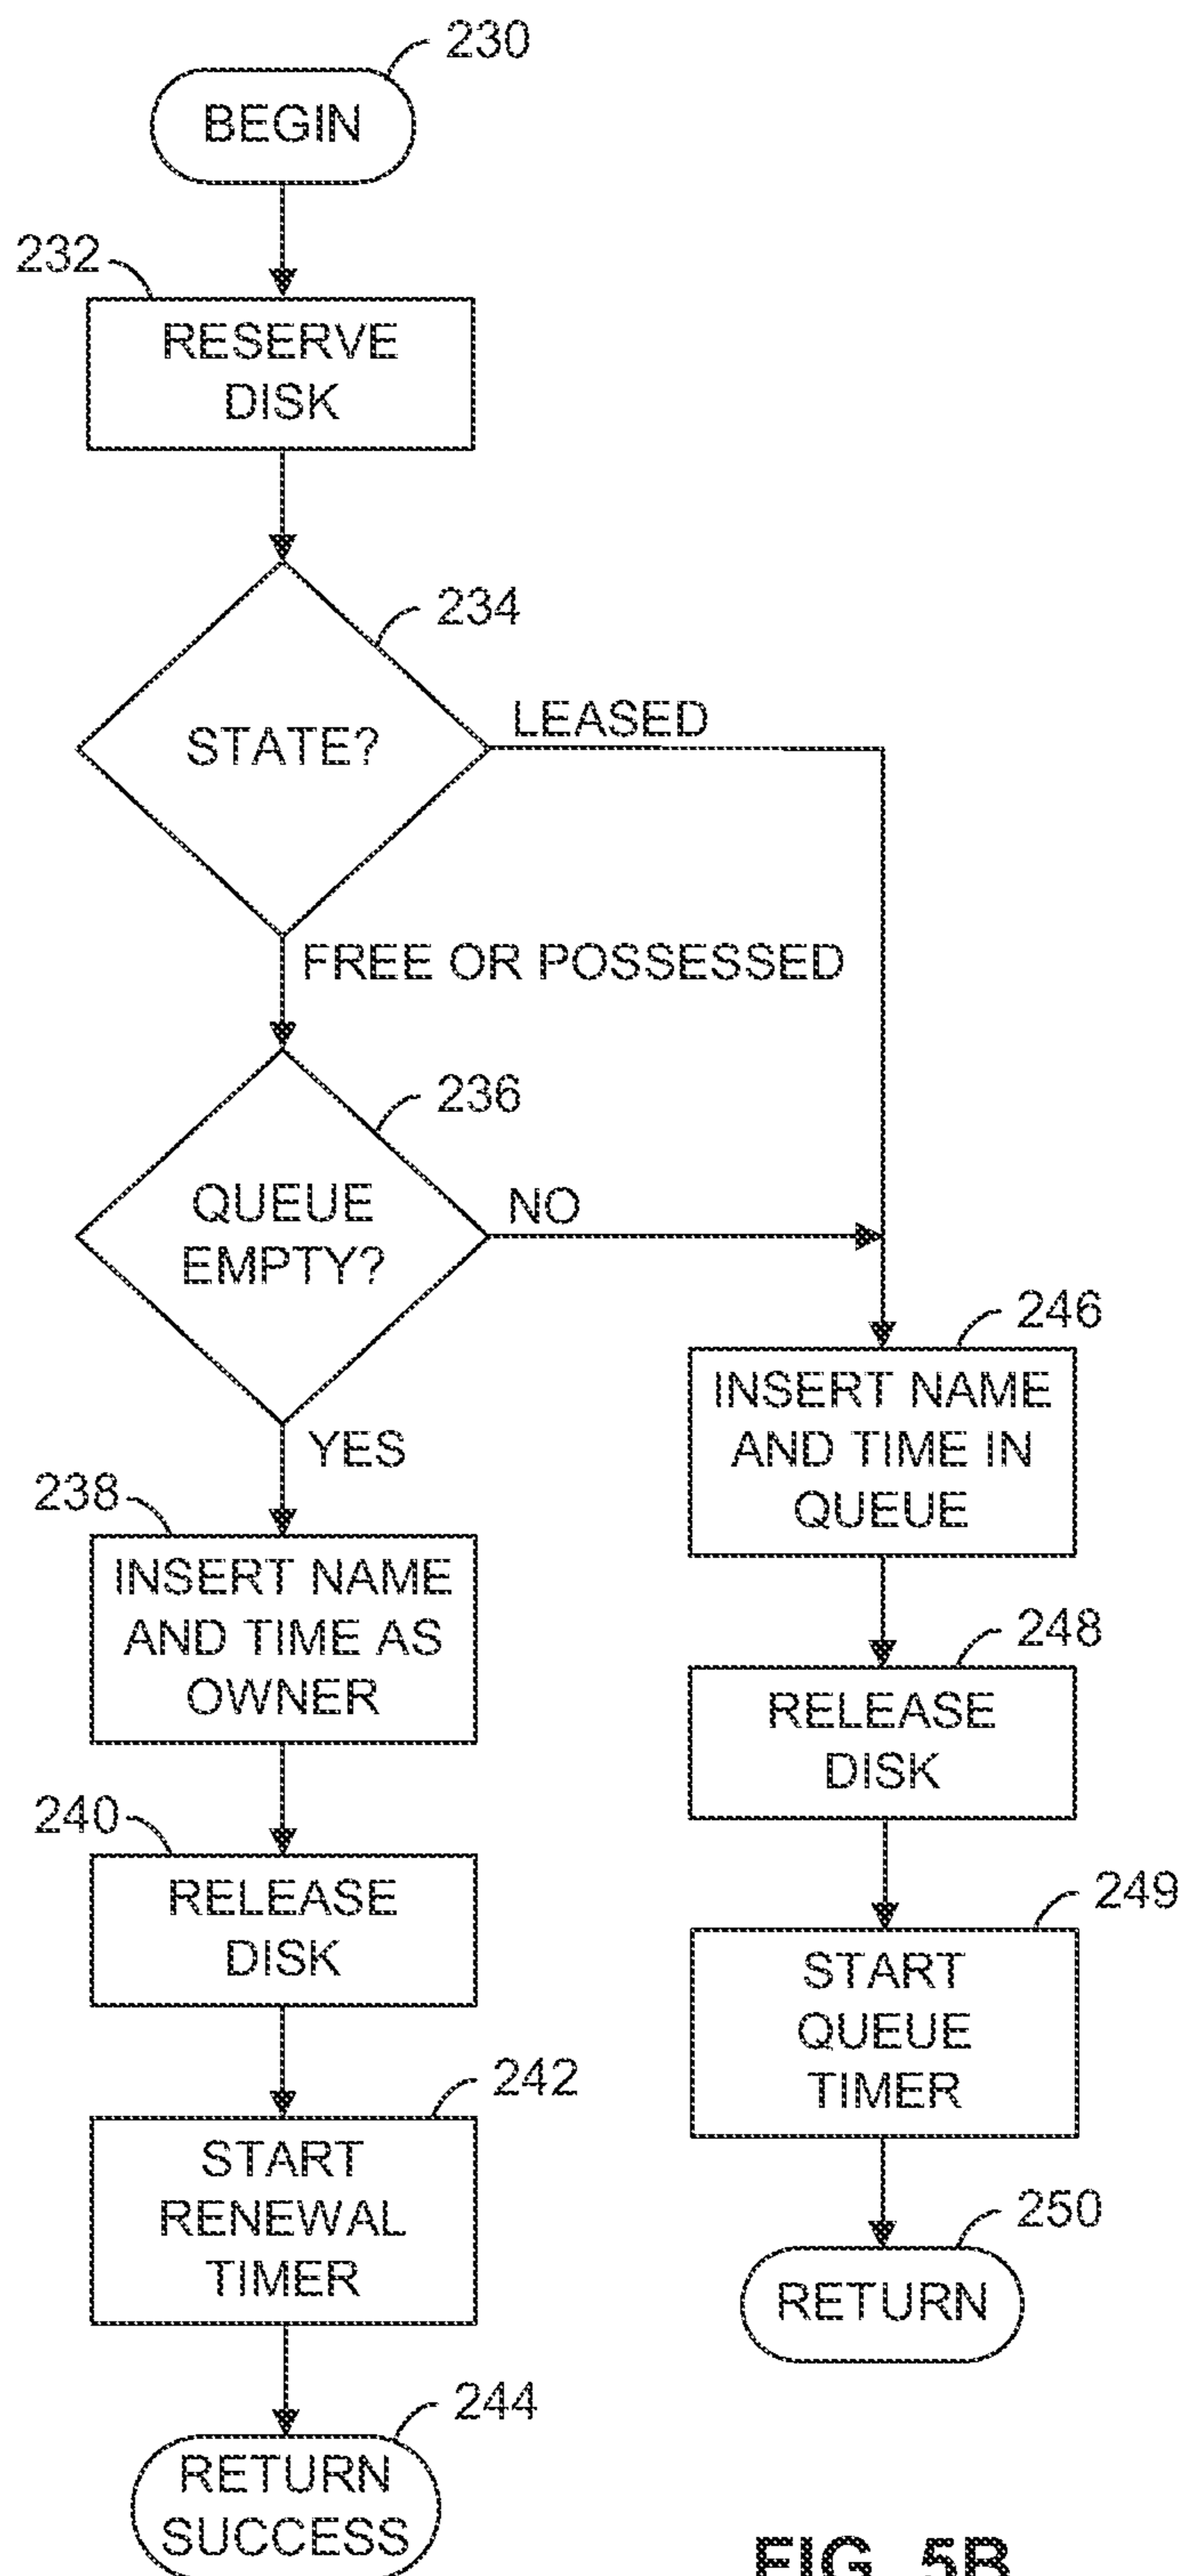 230
BEGIN
232
RESERVE
DISK
234
STATE?
LEASED
FREE OR POSSESSED
236
QUEUE
EMPTY?
NO
YES
246
INSERT NAME
AND TIME IN
QUEUE
238
INSERT NAME
AND TIME AS
OWNER
248
RELEASE
DISK
240
RELEASE
DISK
249
START
QUEUE
TIMER
242
START
RENEWAL
TIMER
250
RETURN
244
RETURN
SUCCESS
FIG. 5B